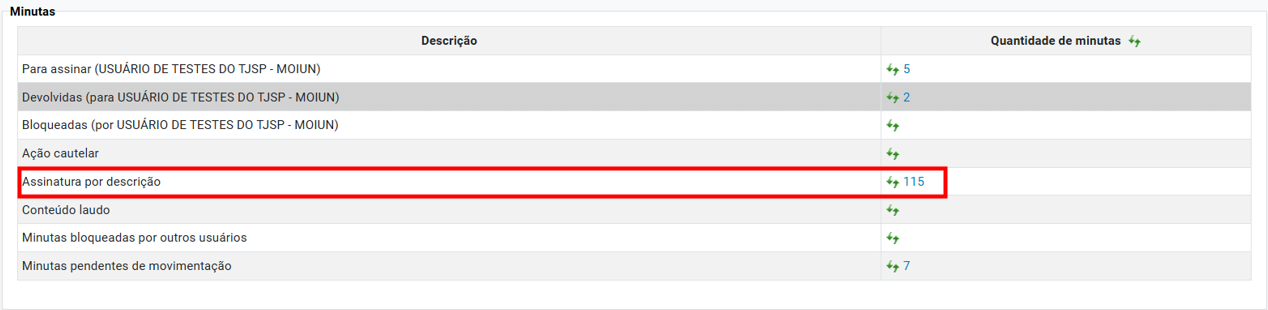 Minutas
Descrição Quantidade de minutas
Para assinar (USUÁRIO DE TESTES DO TJSP - MOIUN) 5
Devolvidas (para USUÁRIO DE TESTES DO TJSP - MOIUN) 2
Bloqueadas (por USUÁRIO DE TESTES DO TJSP - MOIUN)
Ação cautelar
Assinatura por descrição 115
Conteúdo laudo
Minutas bloqueadas por outros usuários
Minutas pendentes de movimentação 7